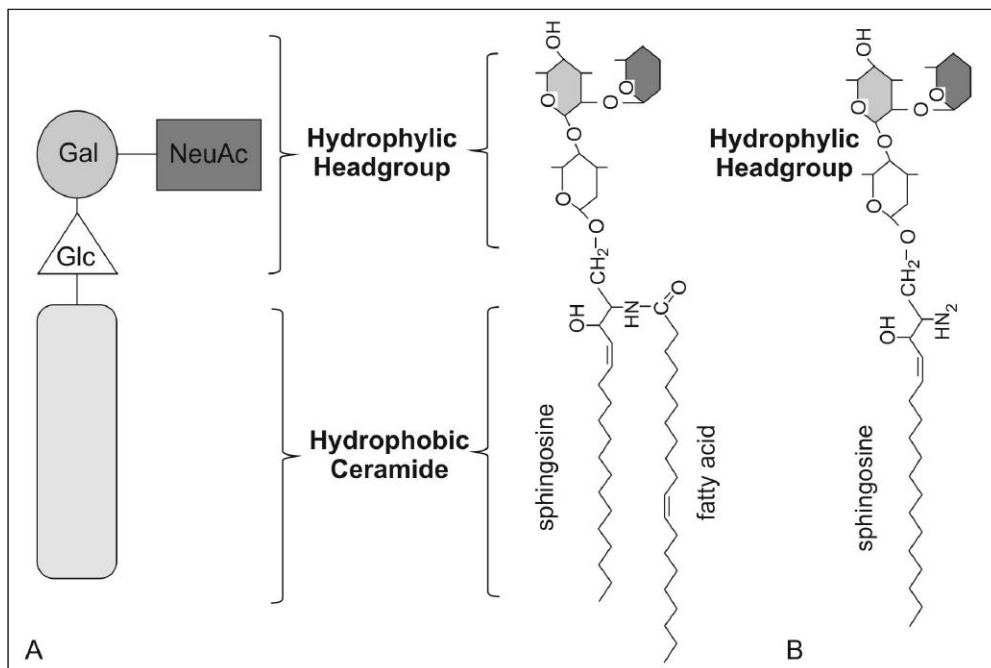 Gal
NeuAc
Glc
Hydrophylic
Headgroup
Hydrophobic
Ceramide
OH
O
O
O
O
O
O
CH2–
OH
HN
C
O
sphingosine
fatty acid
A
OH
O
O
O
Hydrophylic
Headgroup
O
O
O
CH2–
OH
HN2
sphingosine
B